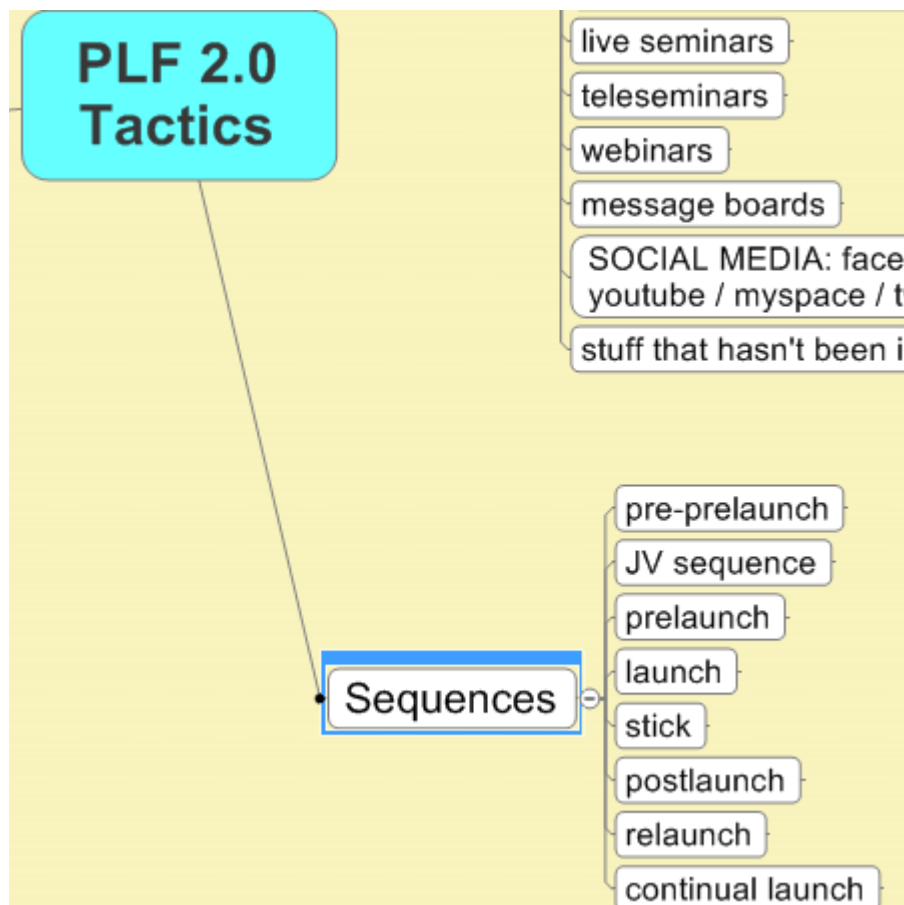 PLF 2.0
Tactics
live seminars
teleseminars
webinars
message boards
SOCIAL MEDIA:
youtube / myspace /
stuff that hasn't been
Sequences
pre-prelaunch
JV sequence
prelaunch
launch
stick
postlaunch
relaunch
continual launch